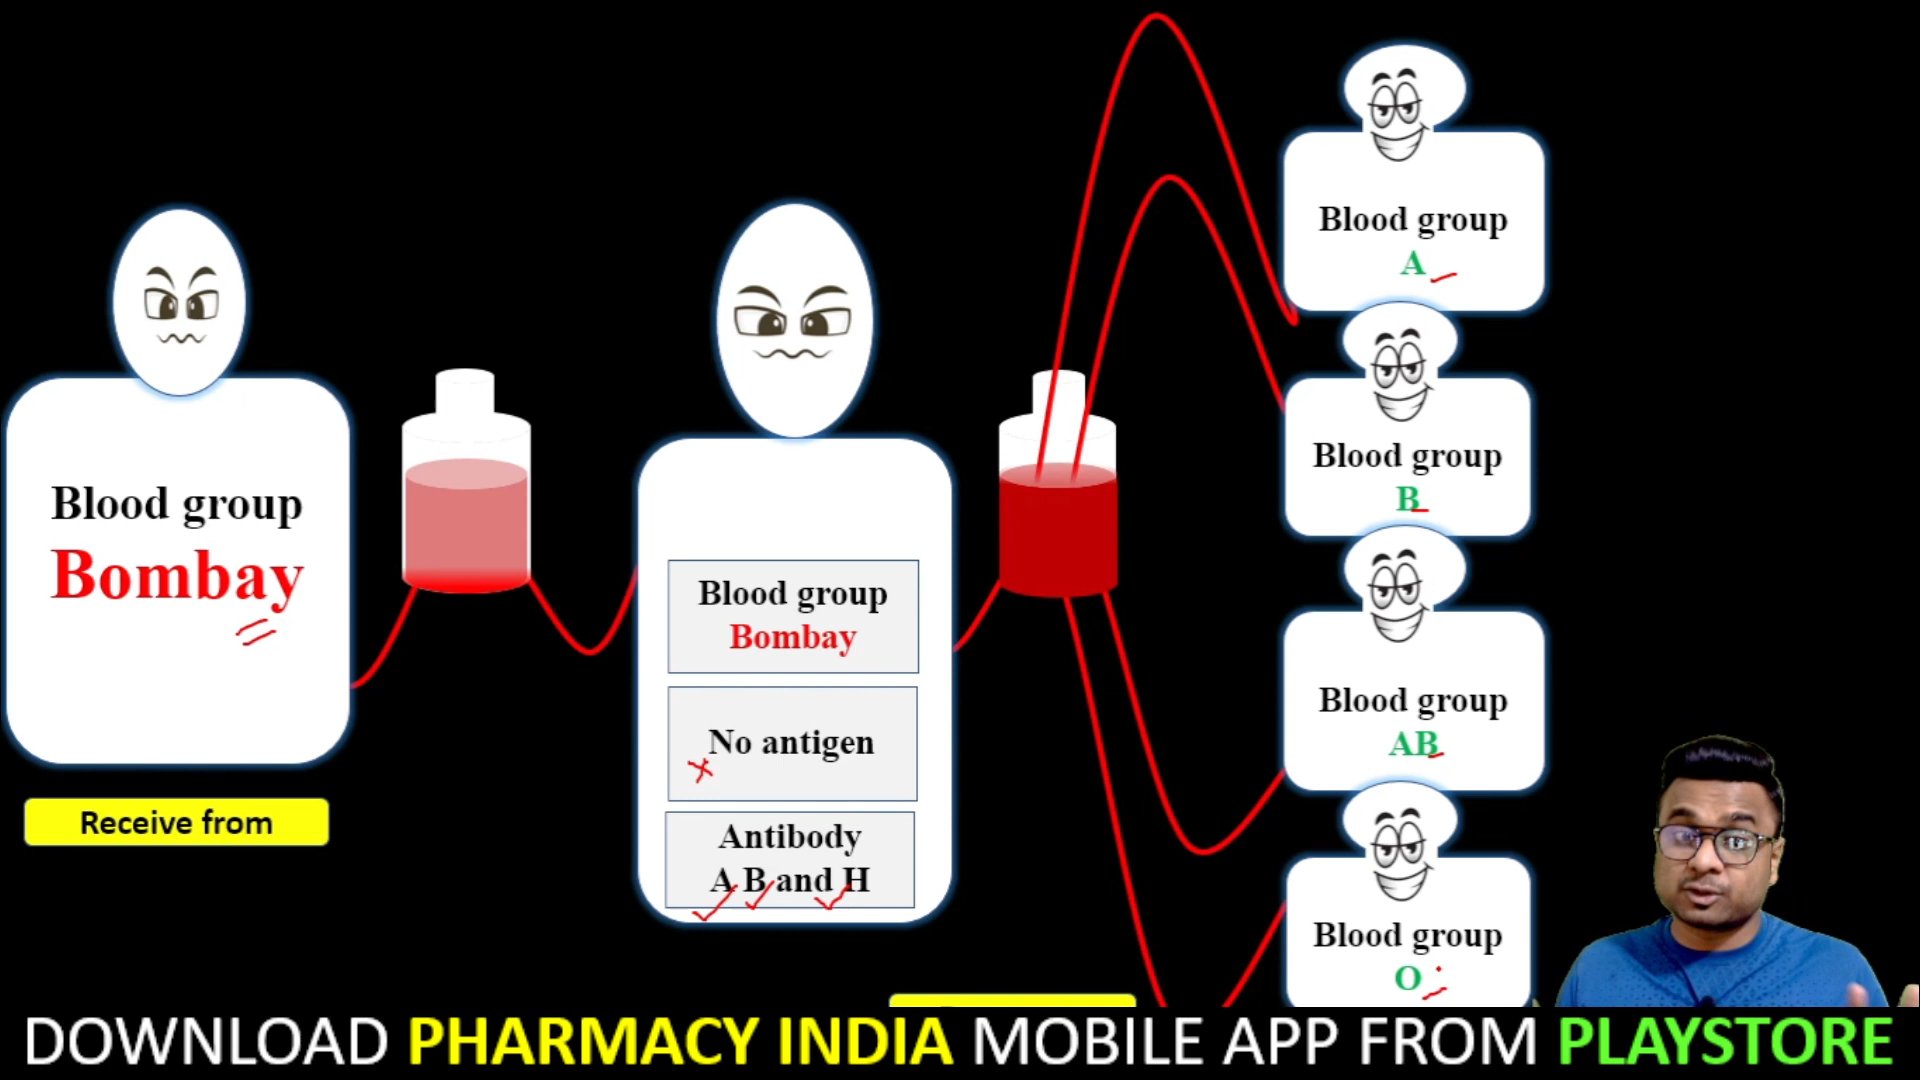 Blood group
Bombay
Receive from
Blood group
Bombay
No antigen
Antibody
A B and H
Blood group
A
Blood group
B
Blood group
AB
Blood group
O
DOWNLOAD PHARMACY INDIA MOBILE APP FROM PLAYSTORE